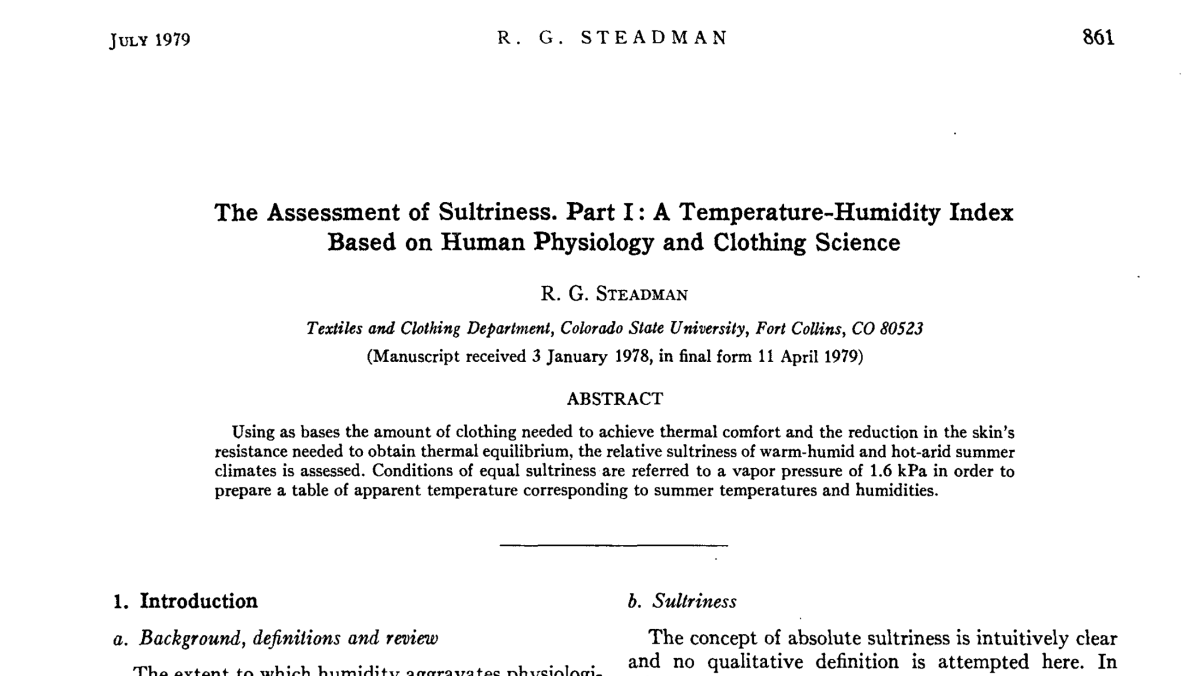 JULY 1979
R. G. STEADMAN
861
The Assessment of Sultriness. Part I: A Temperature-Humidity Index
Based on Human Physiology and Clothing Science
R. G. STEADMAN
Textiles and Clothing Department, Colorado State University, Fort Collins, CO 80523
(Manuscript received 3 January 1978, in final form 11 April 1979)
ABSTRACT
Using as bases the amount of clothing needed to achieve thermal comfort and the reduction in the skin's
resistance needed to obtain thermal equilibrium, the relative sultriness of warm-humid and hot-arid summer
climates is assessed. Conditions of equal sultriness are referred to a vapor pressure of 1.6 kPa in order to
prepare a table of apparent temperature corresponding to summer temperatures and humidities.
1. Introduction
a. Background, definitions and review
The extent to which humidity aggravates physiologi-
b. Sultriness
The concept of absolute sultriness is intuitively clear
and no qualitative definition is attempted here. In